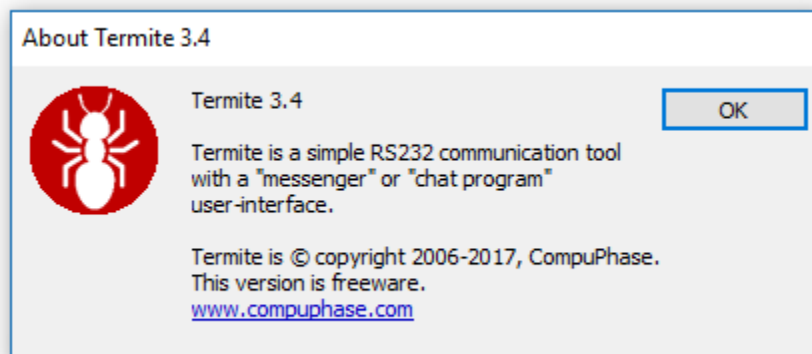 About Termite 3.4
Termite 3.4
OK
Termite is a simple RS232 communication tool
with a "messenger" or "chat program"
user-interface.
Termite is © copyright 2006-2017, CompuPhase.
This version is freeware.
www.compuphase.com